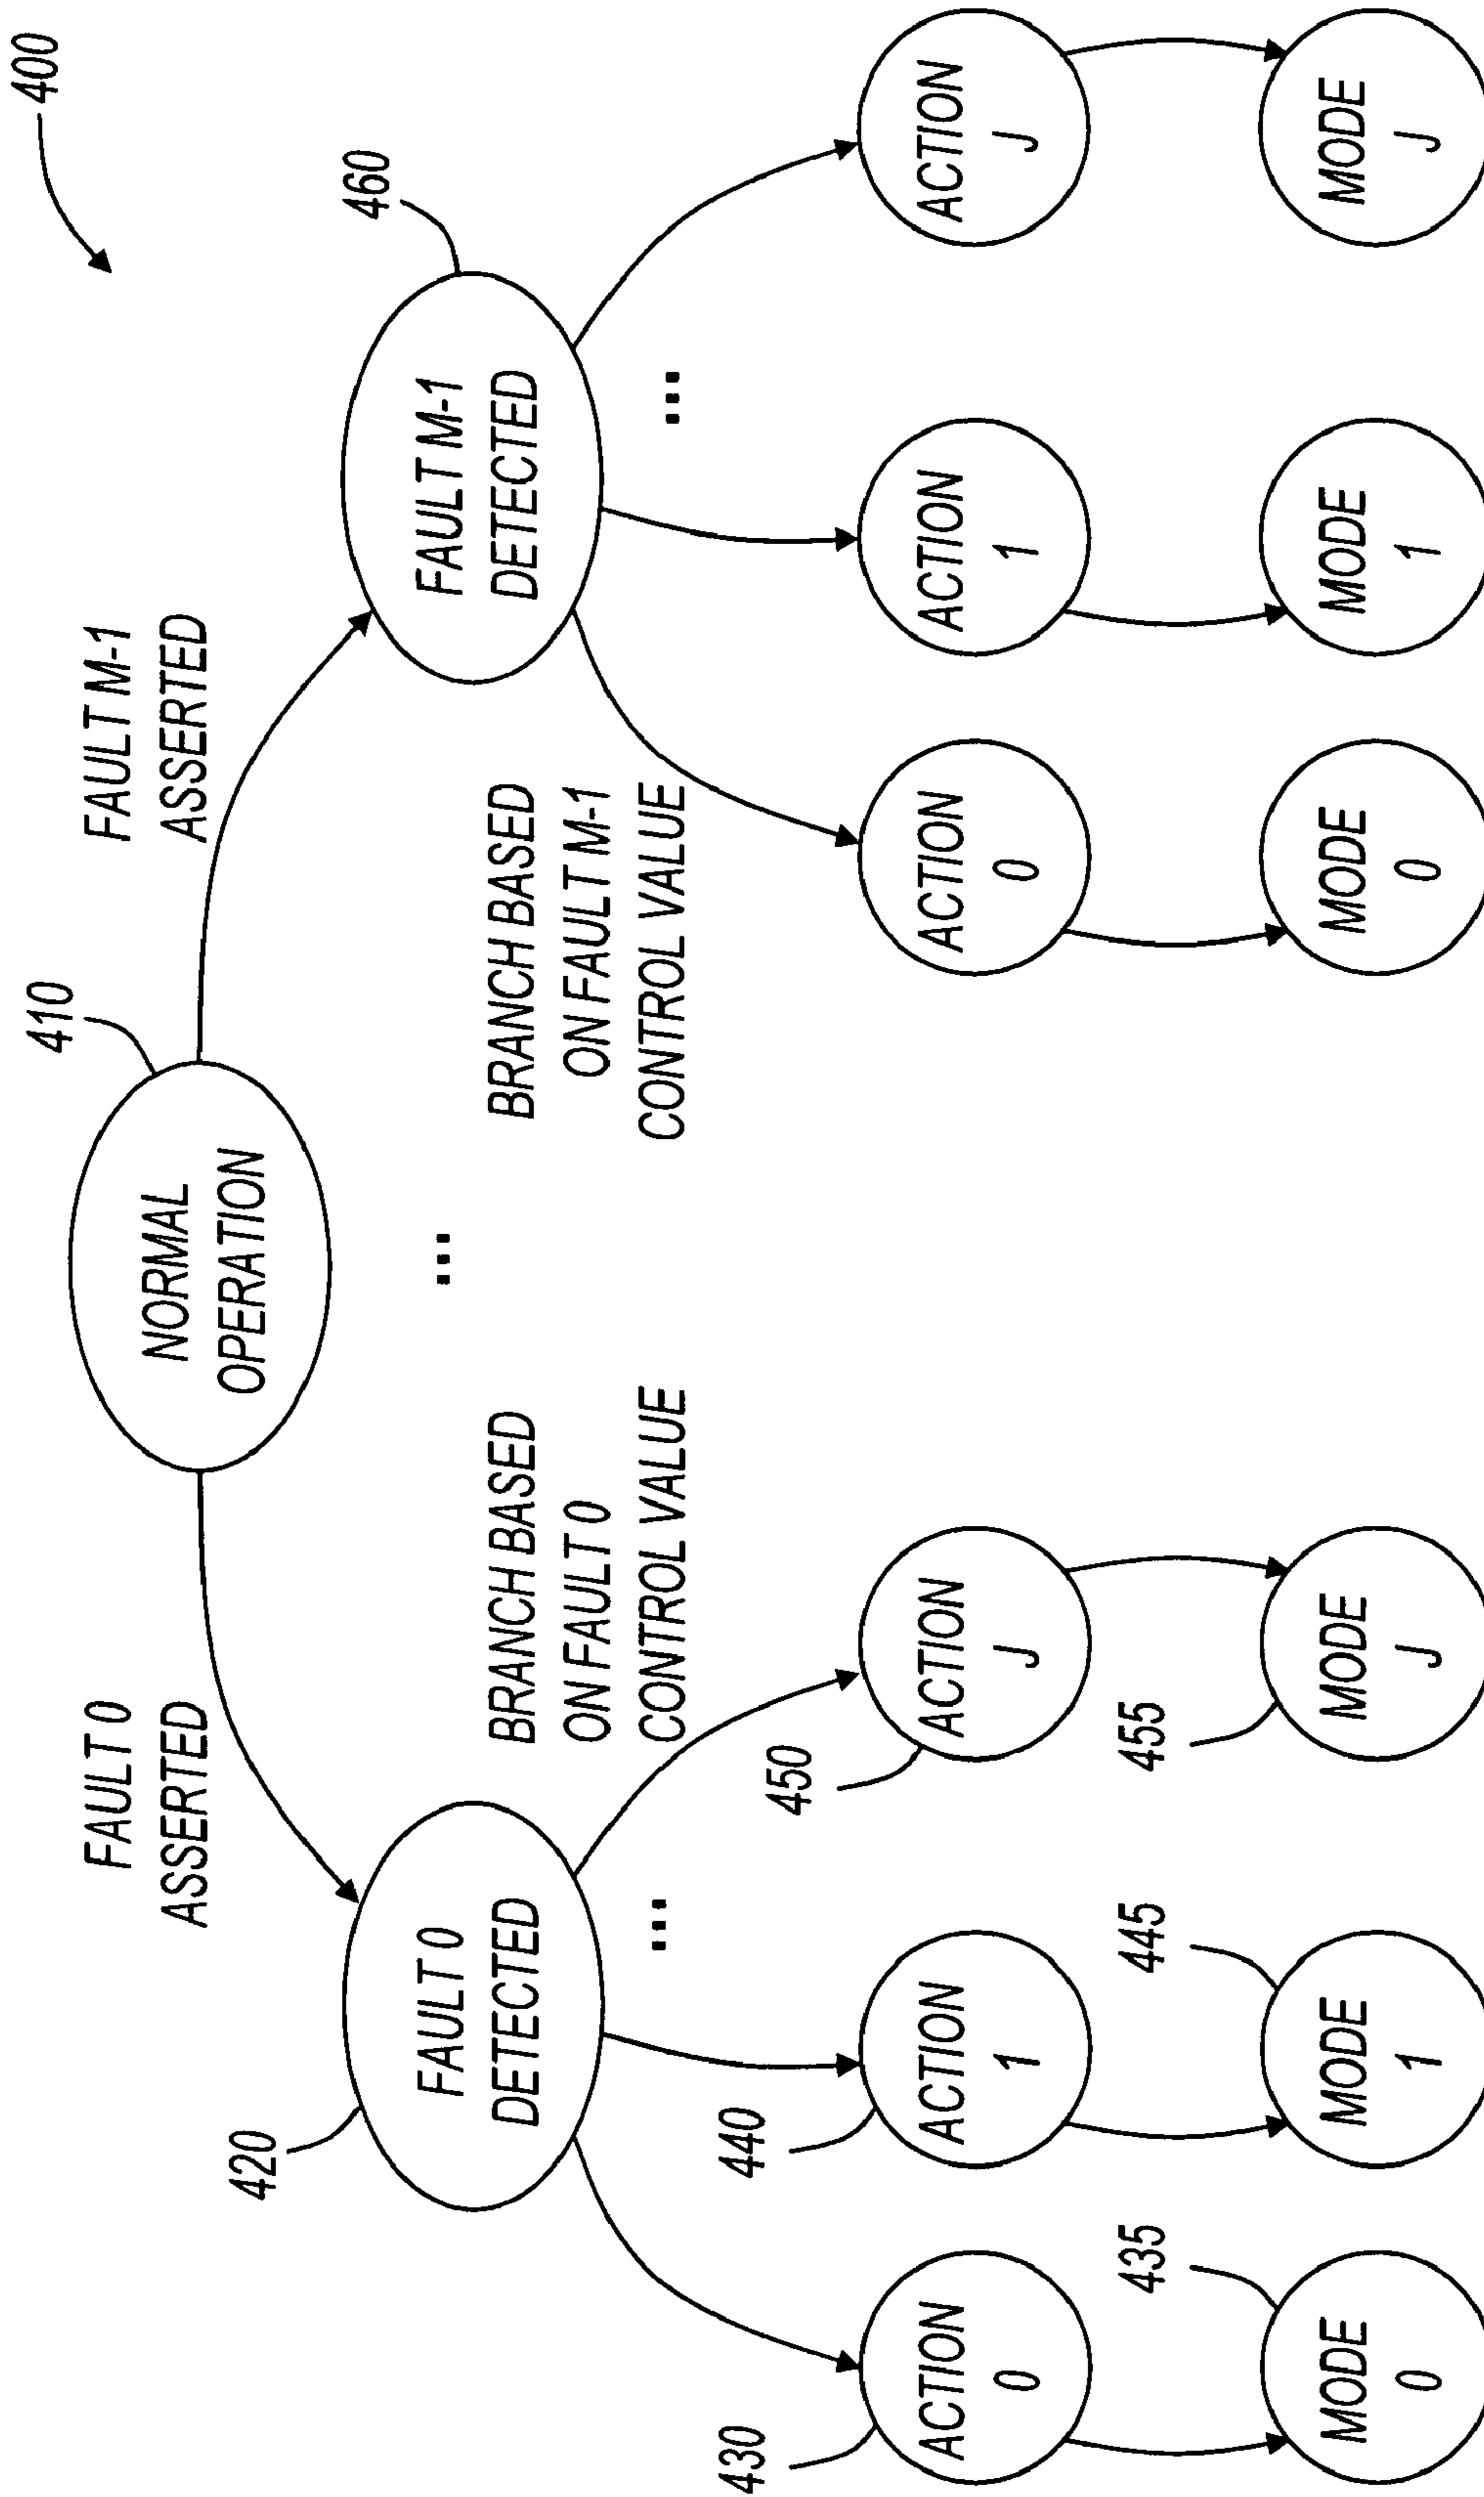 400
410
NORMAL
OPERATION
FAULT 0
ASSERTED
FAULT M-1
ASSERTED
420
FAULT 0
DETECTED
460
FAULT M-1
DETECTED
BRANCH BASED
ON FAULT 0
CONTROL VALUE
BRANCH BASED
ON FAULT M-1
CONTROL VALUE
...
...
...
430
ACTION
0
440
ACTION
1
450
ACTION
J
ACTION
0
ACTION
1
ACTION
J
435
MODE
0
445
MODE
1
455
MODE
J
MODE
0
MODE
1
MODE
J